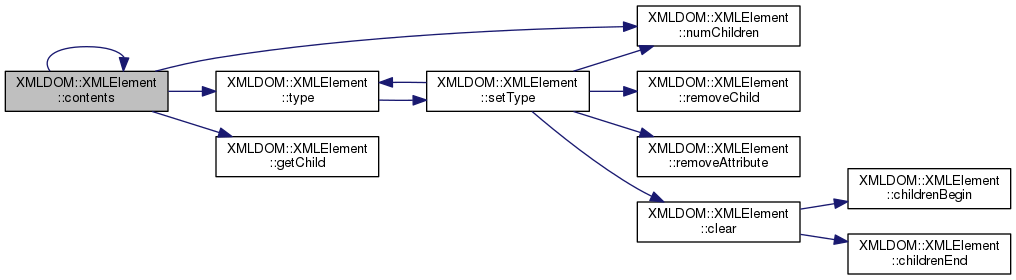 XMLDOM::XMLElement
::contents
XMLDOM::XMLElement
::type
XMLDOM::XMLElement
::getChild
XMLDOM::XMLElement
::setType
XMLDOM::XMLElement
::numChildren
XMLDOM::XMLElement
::removeChild
XMLDOM::XMLElement
::removeAttribute
XMLDOM::XMLElement
::clear
XMLDOM::XMLElement
::childrenBegin
XMLDOM::XMLElement
::childrenEnd